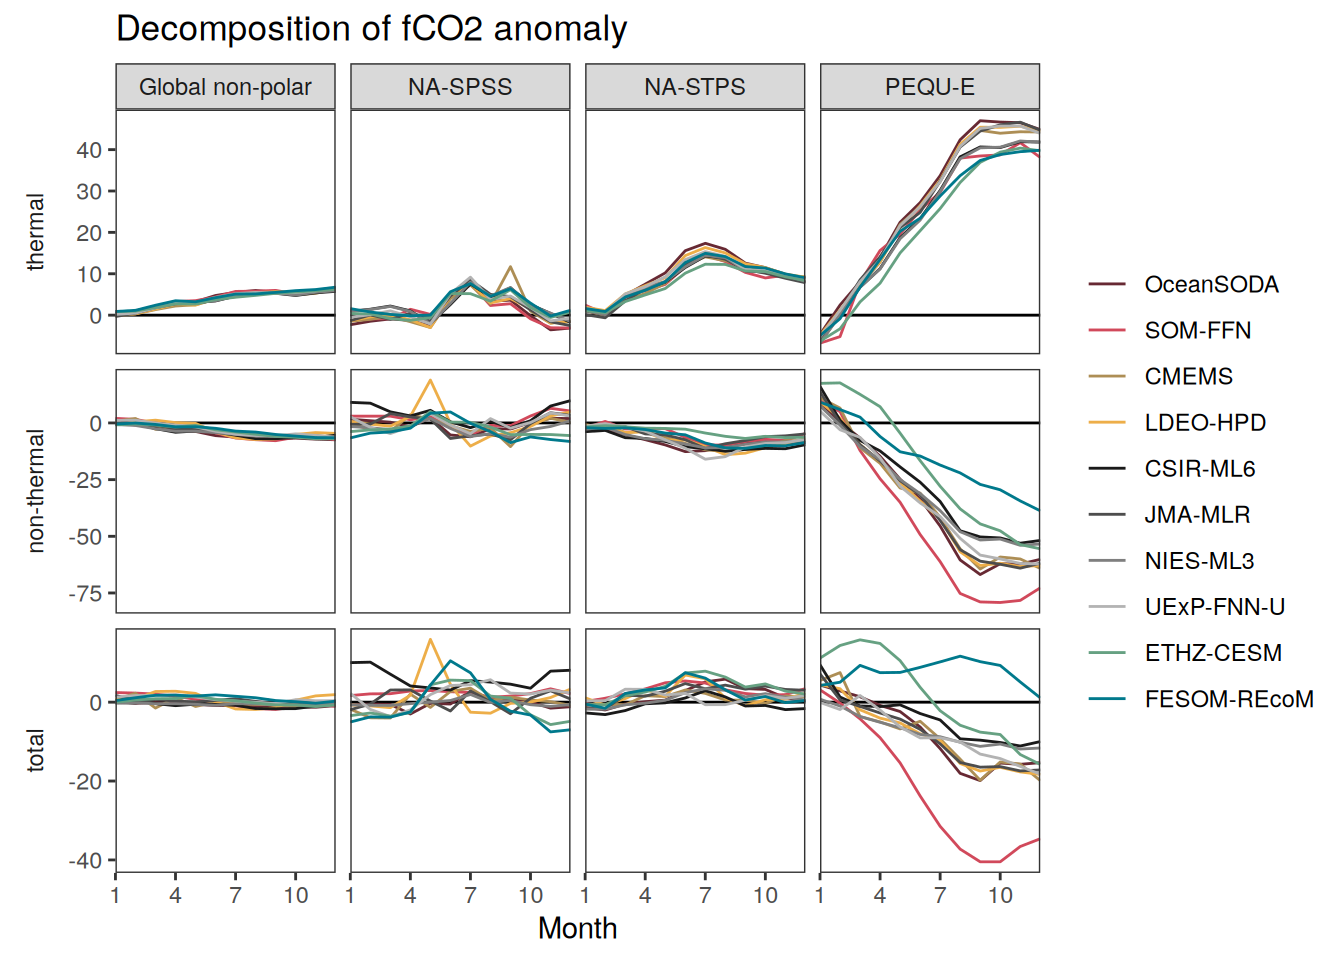 Decomposition of fCO2 anomaly
Global non-polar
NA-SPSS
NA-STPS
PEQU-E
thermal
40
30
20
10
0
non-thermal
0
-25
-50
-75
total
0
-20
-40
1 4 7 10
1 4 7 10
1 4 7 10
1 4 7 10
Month
OceanSODA
SOM-FFN
CMEMS
LDEO-HPD
CSIR-ML6
JMA-MLR
NIES-ML3
UExP-FNN-U
ETHZ-CESM
FESOM-REcoM